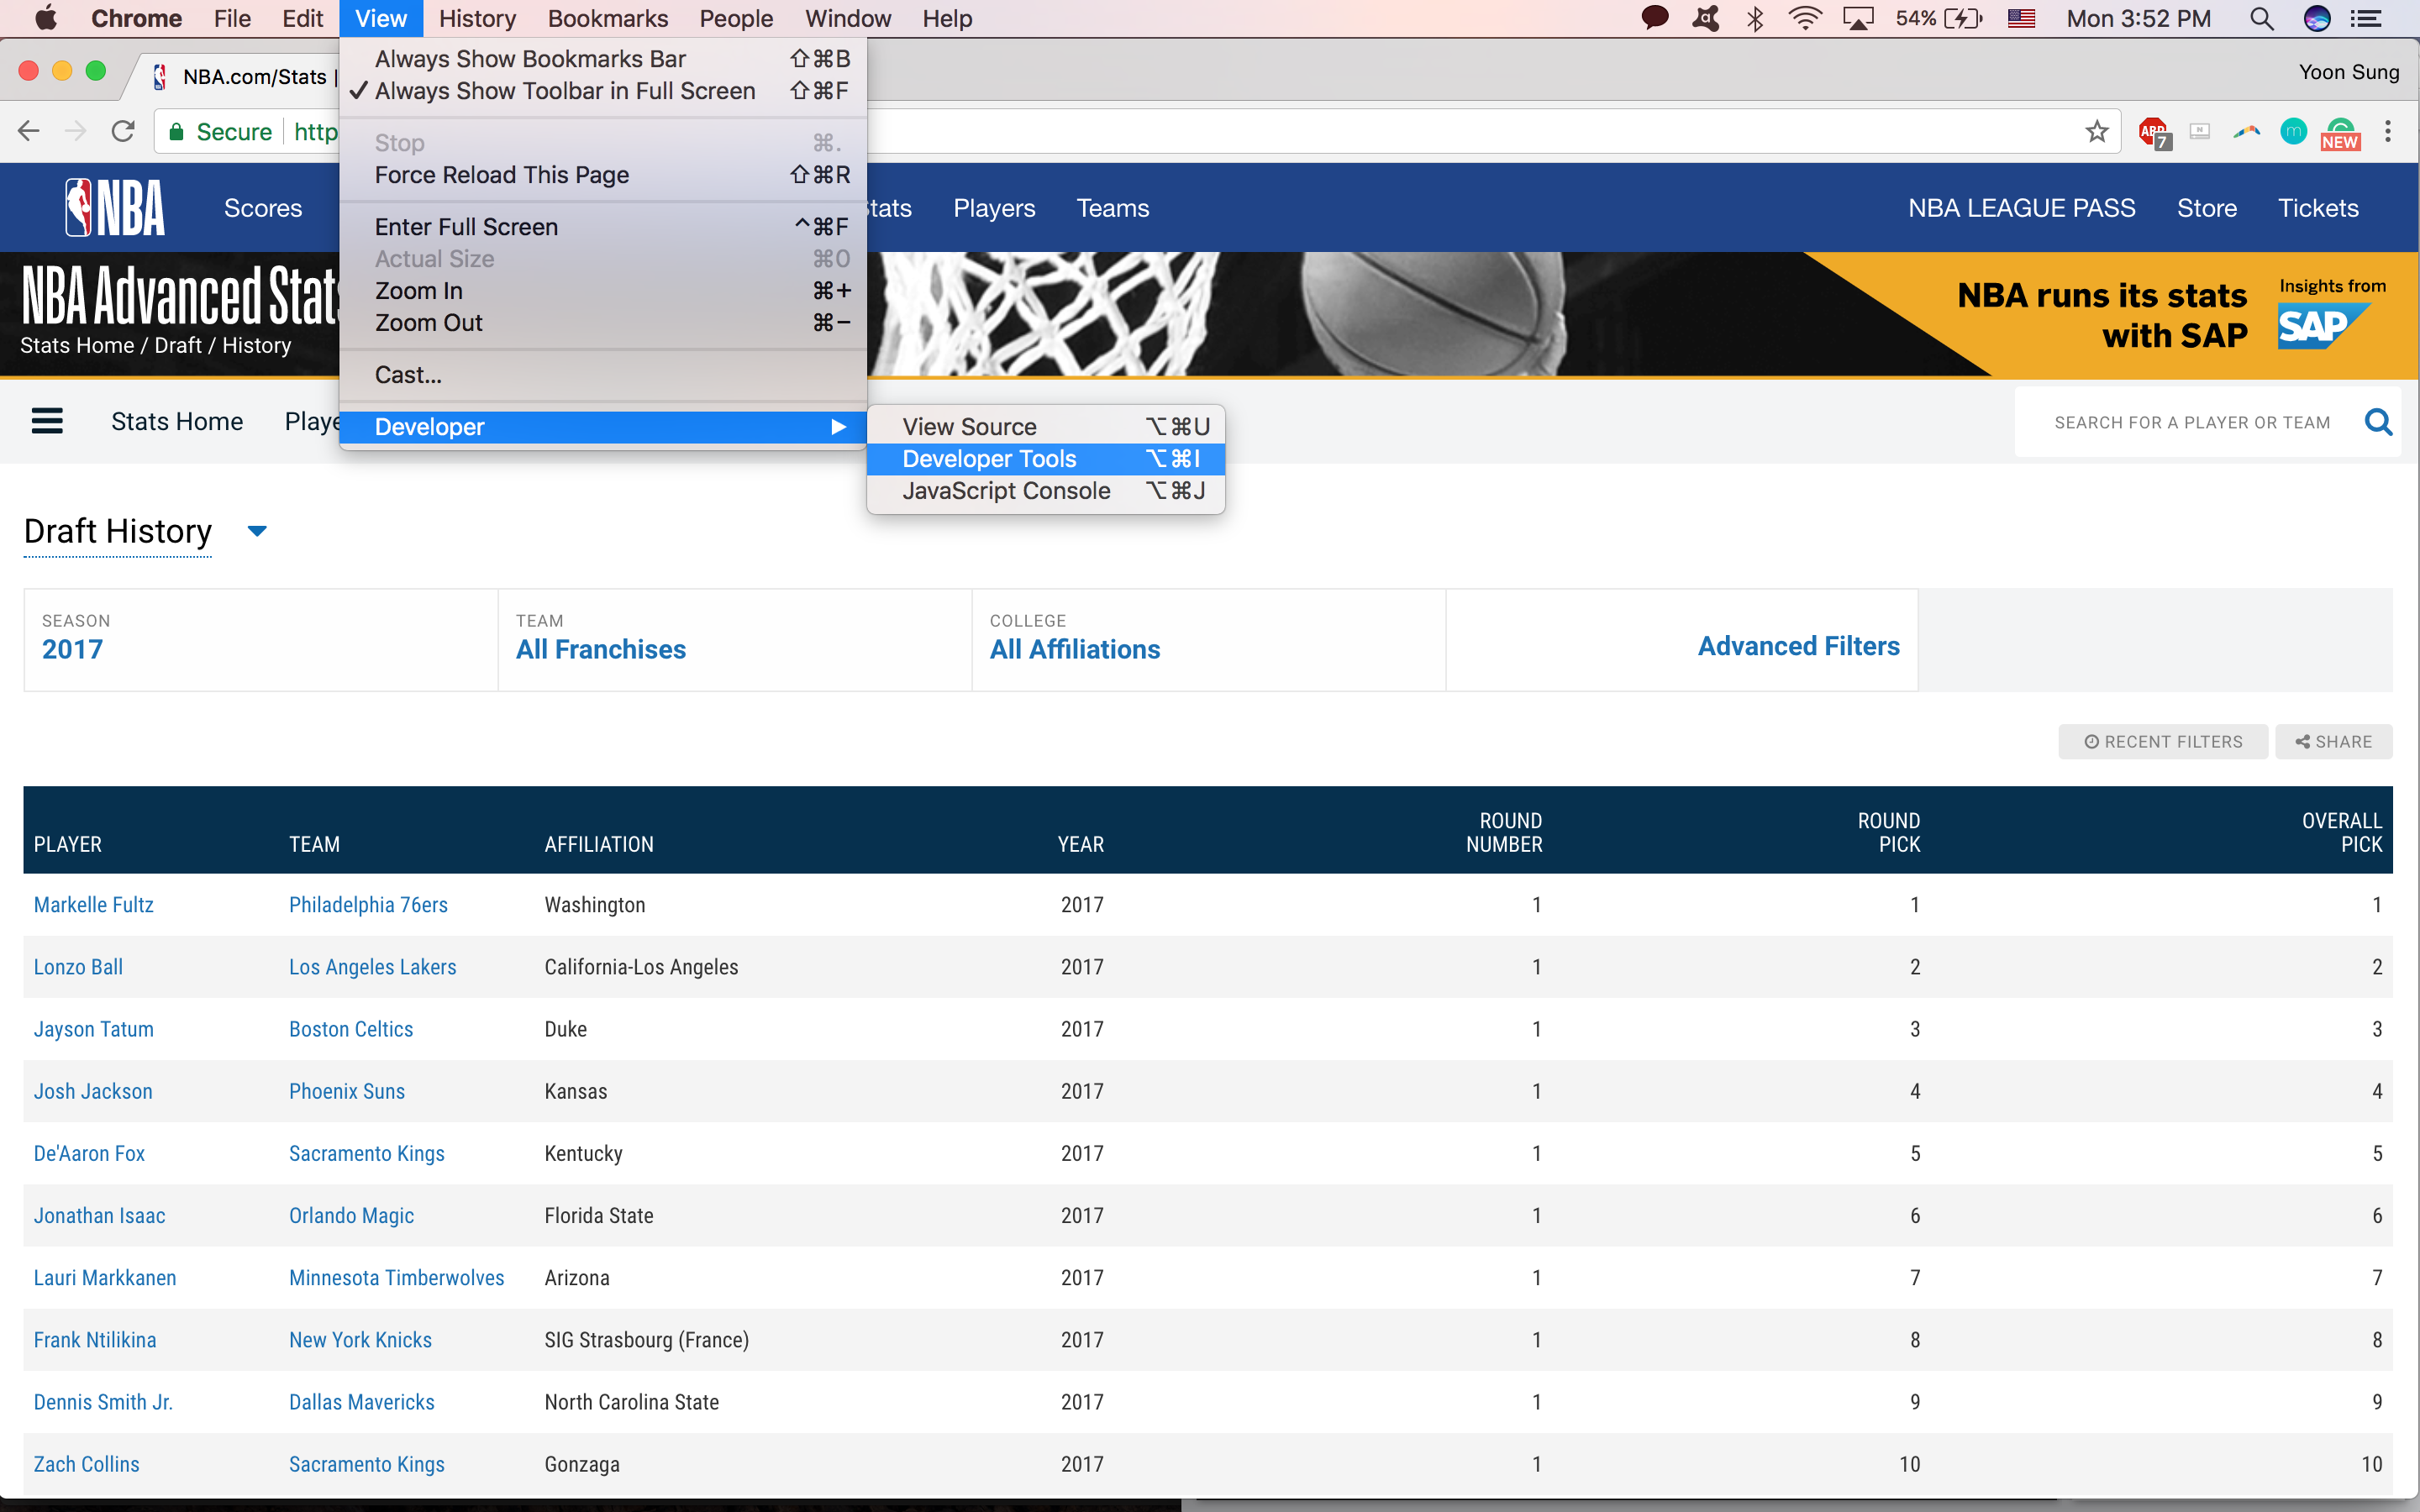 Chrome File Edit View History Bookmarks People Window Help 54% Mon 3:52 PM
NBA.com/Stats | Yoon Sung
Secure http ABP 7 m NEW
Always Show Bookmarks Bar ⇧⌘B
✓ Always Show Toolbar in Full Screen ⇧⌘F
Stop ⌘.
Force Reload This Page ⇧⌘R
Enter Full Screen ^⌘F
Actual Size ⌘0
Zoom In ⌘+
Zoom Out ⌘−
Cast...
Developer ▶
View Source ⌥⌘U
Developer Tools ⌥⌘I
JavaScript Console ⌥⌘J
NBA Scores tats Players Teams NBA LEAGUE PASS Store Tickets
NBA Advanced Stats
Stats Home / Draft / History
NBA runs its stats
with SAP
Insights from
SAP
Stats Home Playe SEARCH FOR A PLAYER OR TEAM
Draft History
SEASON TEAM COLLEGE
2017 All Franchises All Affiliations Advanced Filters
RECENT FILTERS SHARE
PLAYER TEAM AFFILIATION YEAR ROUND NUMBER ROUND PICK OVERALL PICK
Markelle Fultz Philadelphia 76ers Washington 2017 1 1 1
Lonzo Ball Los Angeles Lakers California-Los Angeles 2017 1 2 2
Jayson Tatum Boston Celtics Duke 2017 1 3 3
Josh Jackson Phoenix Suns Kansas 2017 1 4 4
De'Aaron Fox Sacramento Kings Kentucky 2017 1 5 5
Jonathan Isaac Orlando Magic Florida State 2017 1 6 6
Lauri Markkanen Minnesota Timberwolves Arizona 2017 1 7 7
Frank Ntilikina New York Knicks SIG Strasbourg (France) 2017 1 8 8
Dennis Smith Jr. Dallas Mavericks North Carolina State 2017 1 9 9
Zach Collins Sacramento Kings Gonzaga 2017 1 10 10